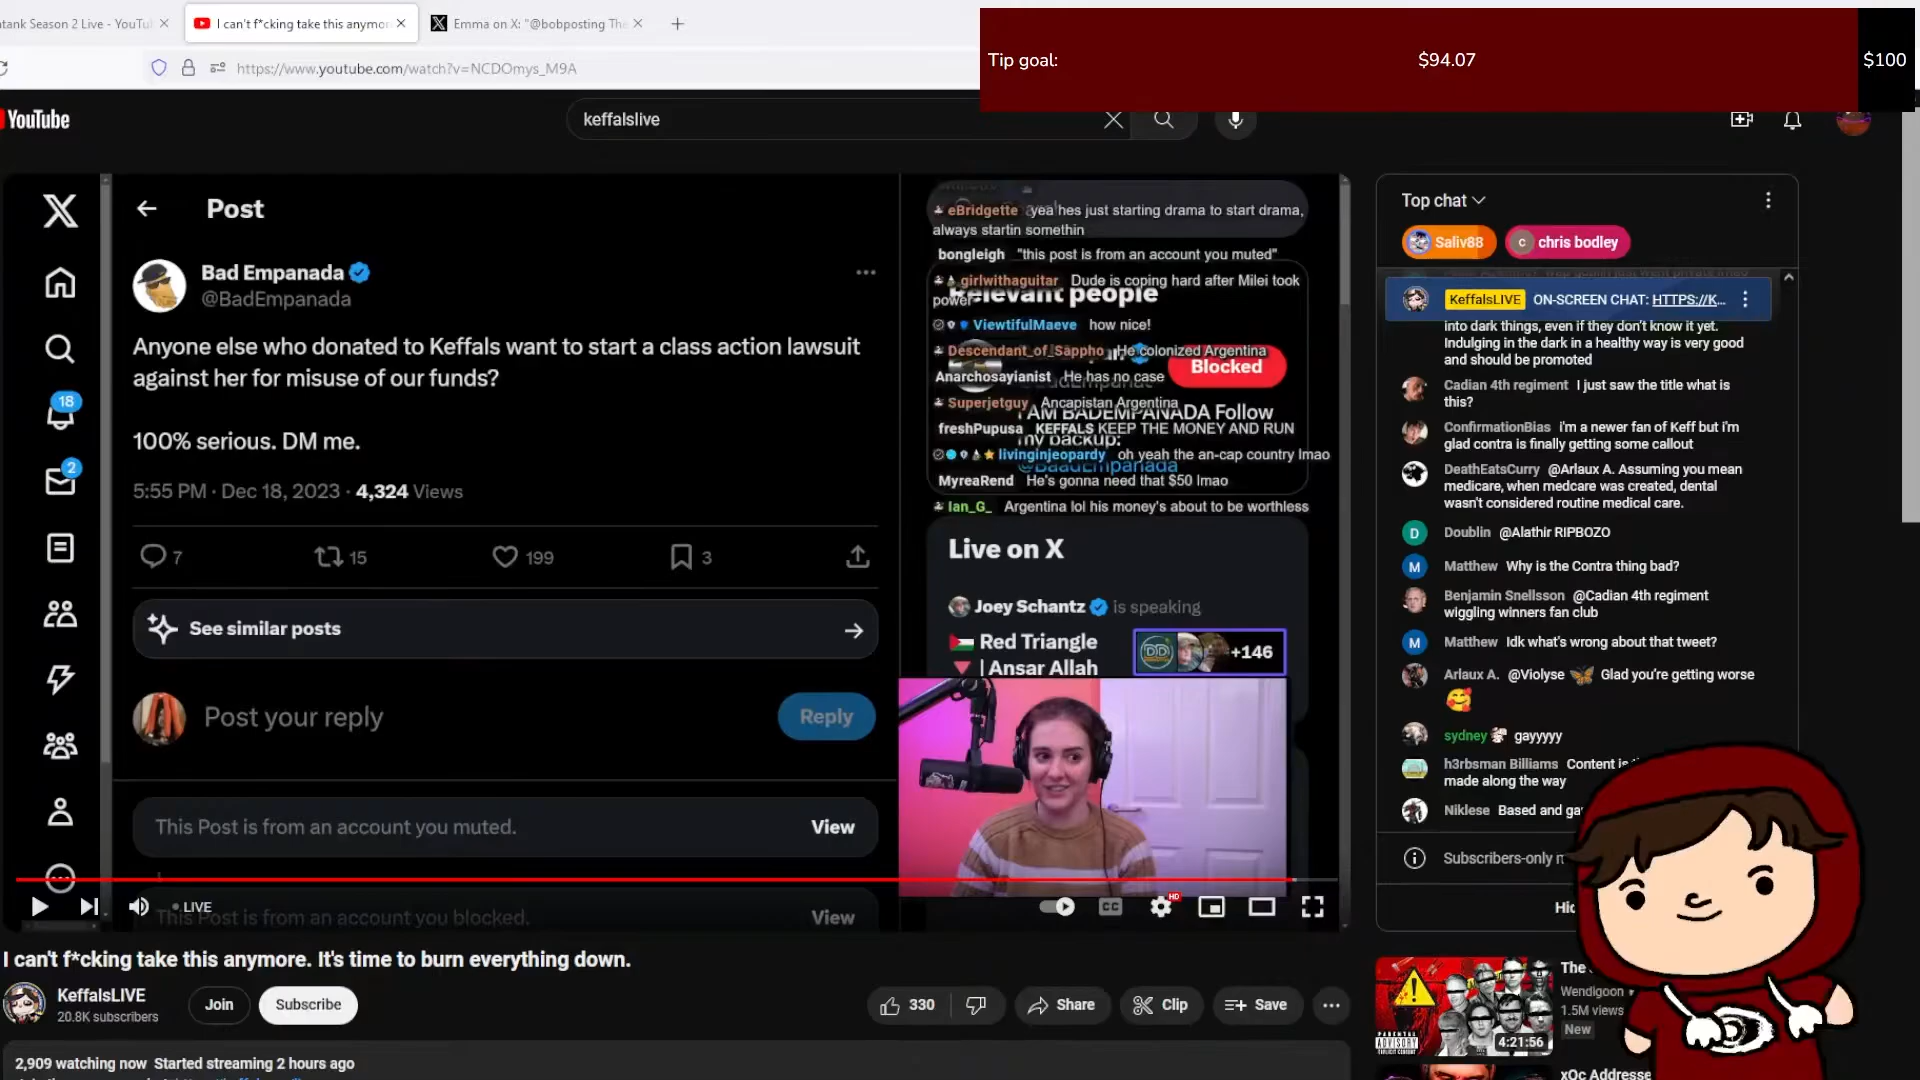 atank Season 2 Live - YouTu
I can't f*cking take this anymor
Emma on X: "@bobposting The
https://www.youtube.com/watch?v=NCDOmys_M9A
Tip goal:
$94.07
$100
YouTube
keffalslive
Post
Bad Empanada
@BadEmpanada
Anyone else who donated to Keffals want to start a class action lawsuit
against her for misuse of our funds?
100% serious. DM me.
5:55 PM · Dec 18, 2023 · 4,324 Views
7
15
199
3
18
2
See similar posts
Post your reply
Reply
This Post is from an account you muted.
View
This Post is from an account you blocked.
View
eBridgette yea hes just starting drama to start drama,
always startin somethin
bongleigh "this post is from an account you muted"
girlwithaguitar Dude is coping hard after Milei took
power
Relevant people
ViewtifulMaeve how nice!
Descendant_of_Sappho He colonized Argentina
Blocked
Anarchosayianist He has no case
Superjetguy Ancapistan Argentina
I AM BADEMPANADA Follow
freshPupusa KEFFALS KEEP THE MONEY AND RUN
my backup:
livinginjeopardy oh yeah the an-cap country lmao
@BaadEmpanada
MyreaRend He's gonna need that $50 lmao
Ian_G_ Argentina lol his money's about to be worthless
Live on X
Joey Schantz is speaking
Red Triangle
| Ansar Allah
+146
LIVE
CC
HD
Top chat
Saliv88
c chris bodley
KeffalsLIVE ON-SCREEN CHAT: HTTPS://K...
into dark things, even if they don't know it yet.
Indulging in the dark in a healthy way is very good
and should be promoted
Cadian 4th regiment I just saw the title what is
this?
ConfirmationBias i'm a newer fan of Keff but i'm
glad contra is finally getting some callout
DeathEatsCurry @Arlaux A. Assuming you mean
medicare, when medcare was created, dental
wasn't considered routine medical care.
D Doublin @Alathir RIPBOZO
M Matthew Why is the Contra thing bad?
Benjamin Snellsson @Cadian 4th regiment
wiggling winners fan club
M Matthew Idk what's wrong about that tweet?
Arlaux A. @Violyse 🦋 Glad you're getting worse
🥰
sydney gayyyyy
h3rbsman Billiams Content is
made along the way
Niklese Based and ga
Subscribers-only
Hi
I can't f*cking take this anymore. It's time to burn everything down.
KeffalsLIVE
20.8K subscribers
Join
Subscribe
330
Share
Clip
Save
2,909 watching now Started streaming 2 hours ago
PARENTAL
ADVISORY
EXPLICIT CONTENT
4:21:56
The
Wendigoon
1.5M views
New
xQc Addresse